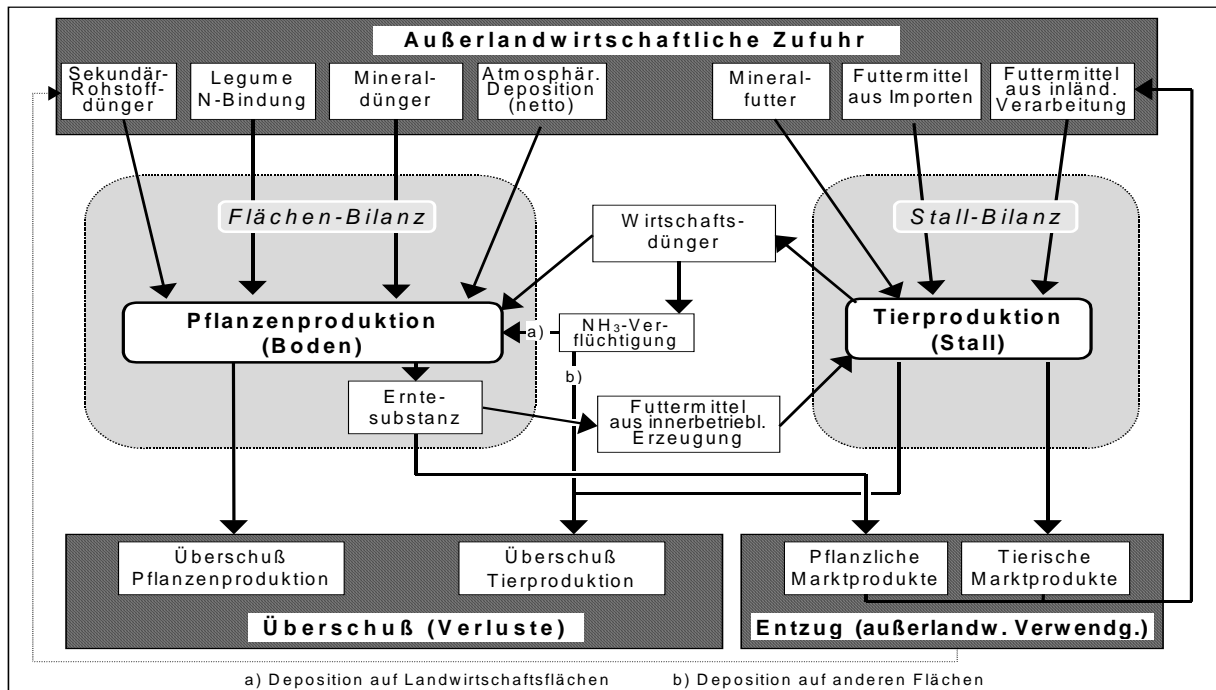 Außerlandwirtschaftliche Zufuhr
Sekundär-
Rohstoff-
dünger
Legume
N-Bindung
Mineral-
dünger
Atmosphär.
Deposition
(netto)
Mineral-
futter
Futtermittel
aus Importen
Futtermittel
aus inländ.
Verarbeitung
Flächen-Bilanz
Stall-Bilanz
Wirtschafts-
dünger
Pflanzenproduktion
(Boden)
a)
NH₃-Ver-
flüchtigung
Tierproduktion
(Stall)
b)
Ernte-
substanz
Futtermittel
aus innerbetriebl.
Erzeugung
Überschuß
Pflanzenproduktion
Überschuß
Tierproduktion
Pflanzliche
Marktprodukte
Tierische
Marktprodukte
Überschuß (Verluste)
Entzug (außerlandw. Verwendg.)
a) Deposition auf Landwirtschaftsflächen b) Deposition auf anderen Flächen